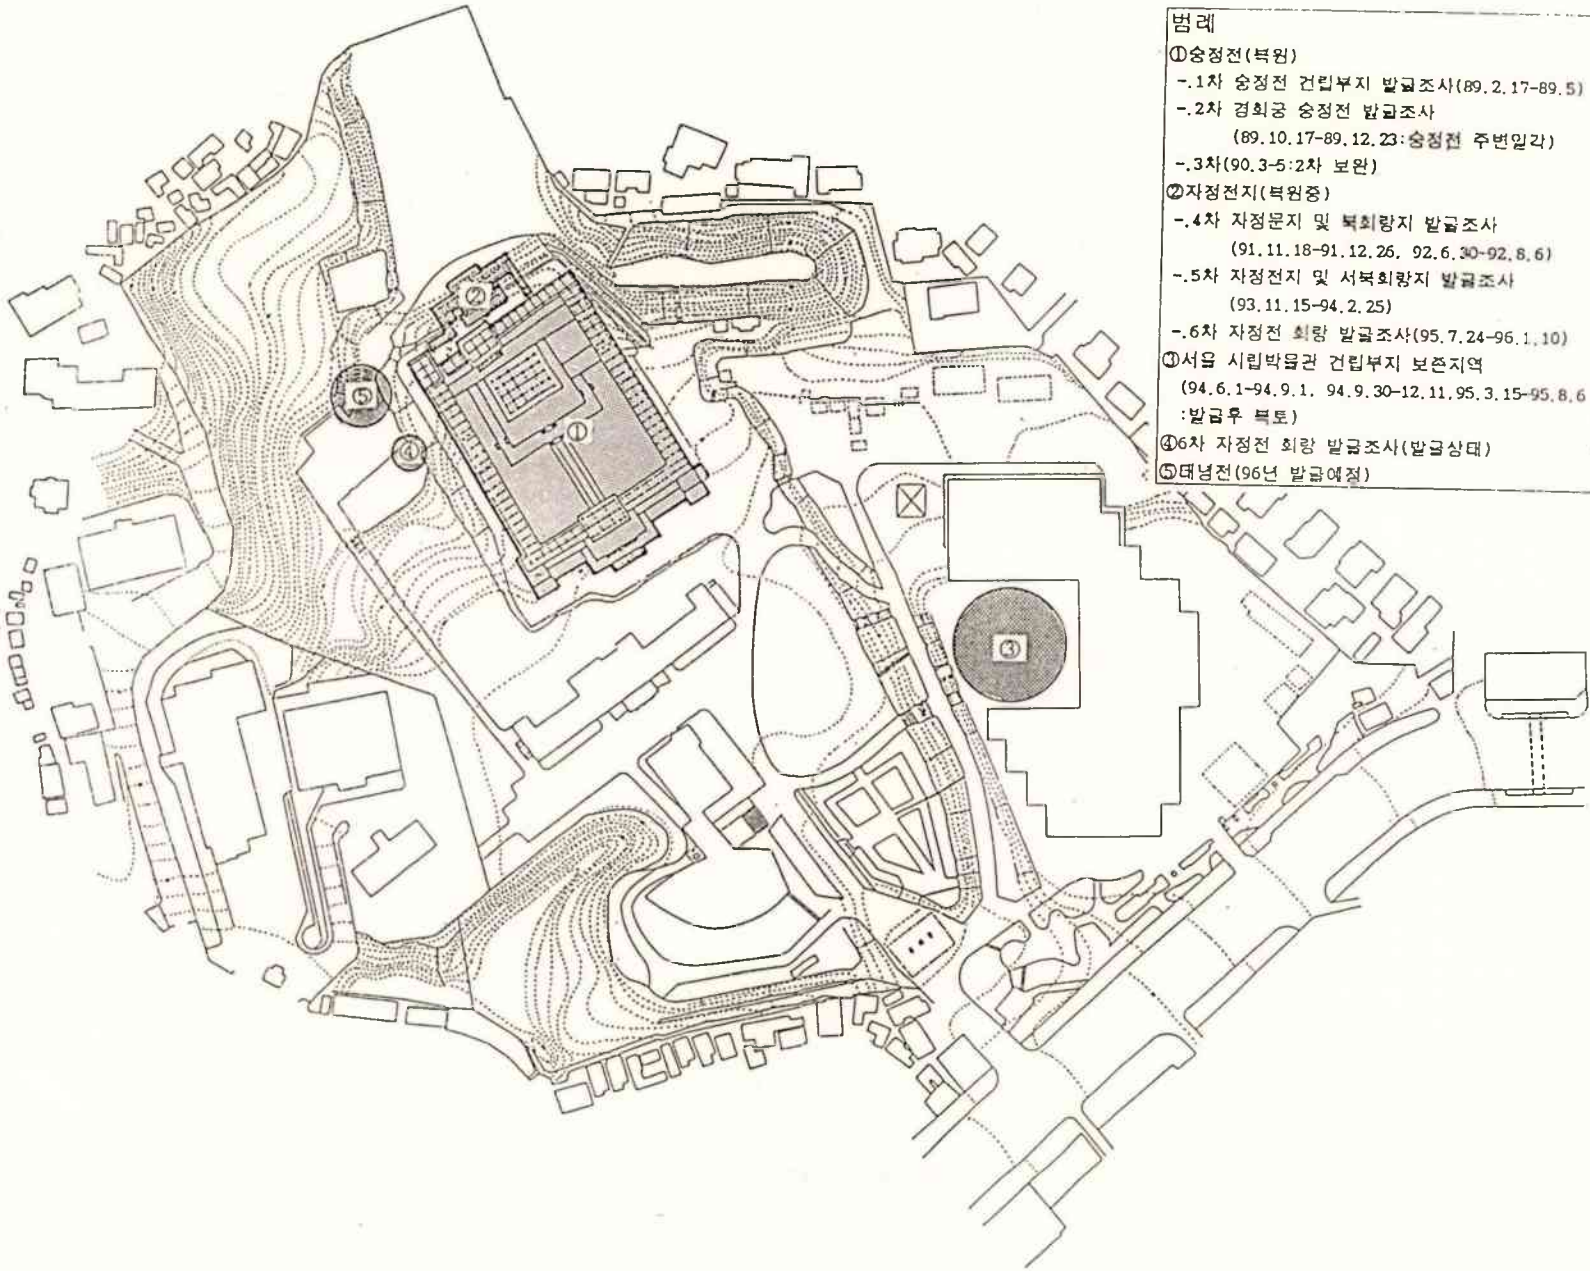 범례
①숭정전(복원)
-.1차 숭정전 건립부지 발굴조사(89.2.17-89.5)
-.2차 경희궁 숭정전 발굴조사
(89.10.17-89.12.23:숭정전 주변일각)
-.3차(90.3-5:2차 보완)
②자정전지(복원중)
-.4차 자정문지 및 북회랑지 발굴조사
(91.11.18-91.12.26, 92.6.30-92.8.6)
-.5차 자정전지 및 서북회랑지 발굴조사
(93.11.15-94.2.25)
-.6차 자정전 회랑 발굴조사(95.7.24-96.1.10)
③서울 시립박물관 건립부지 보존지역
(94.6.1-94.9.1, 94.9.30-12.11,95.3.15-95.8.6
:발굴후 복토)
④6차 자정전 회랑 발굴조사(발굴상태)
⑤태녕전(96년 발굴예정)
②
⑤
①
④
③